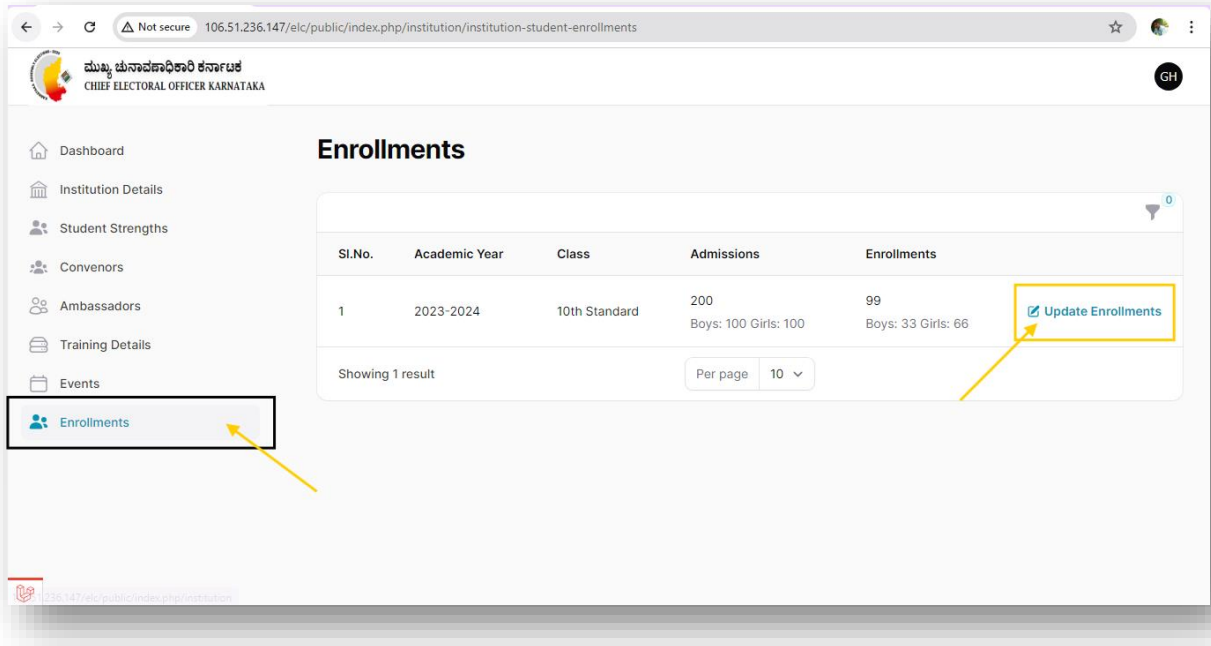 Not secure 106.51.236.147/elc/public/index.php/institution/institution-student-enrollments
ಮುಖ್ಯ ಚುನಾವಣಾಧಿಕಾರಿ ಕರ್ನಾಟಕ
CHIEF ELECTORAL OFFICER KARNATAKA
GH
Dashboard
Institution Details
Student Strengths
Convenors
Ambassadors
Training Details
Events
Enrollments
Enrollments
0
Sl.No. Academic Year Class Admissions Enrollments
1 2023-2024 10th Standard 200 99 Update Enrollments
Boys: 100 Girls: 100 Boys: 33 Girls: 66
Showing 1 result Per page 10
236.147/elc/public/index.php/institution